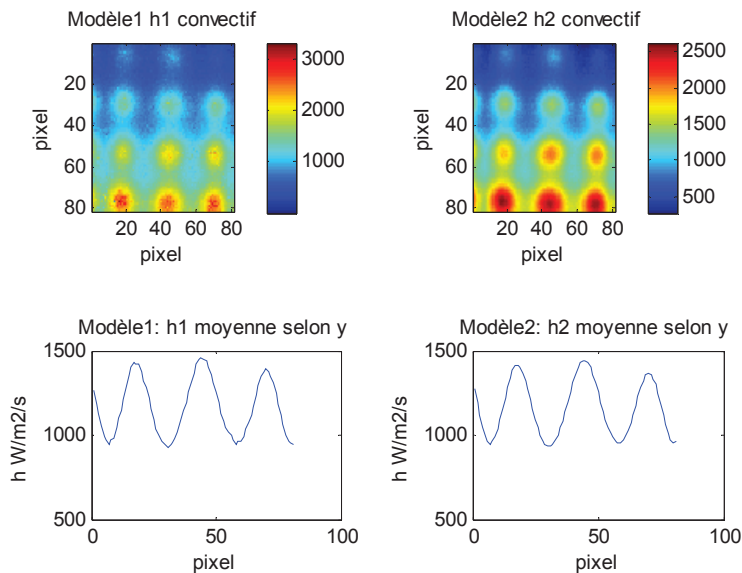 Modèle1 h1 convectif
20
40
60
80
pixel
20 40 60 80
pixel
3000
2000
1000
Modèle2 h2 convectif
20
40
60
80
pixel
20 40 60 80
pixel
2500
2000
1500
1000
500
Modèle1: h1 moyenne selon y
1500
1000
500
h W/m2/s
0 50 100
pixel
Modèle2: h2 moyenne selon y
1500
1000
500
h W/m2/s
0 50 100
pixel